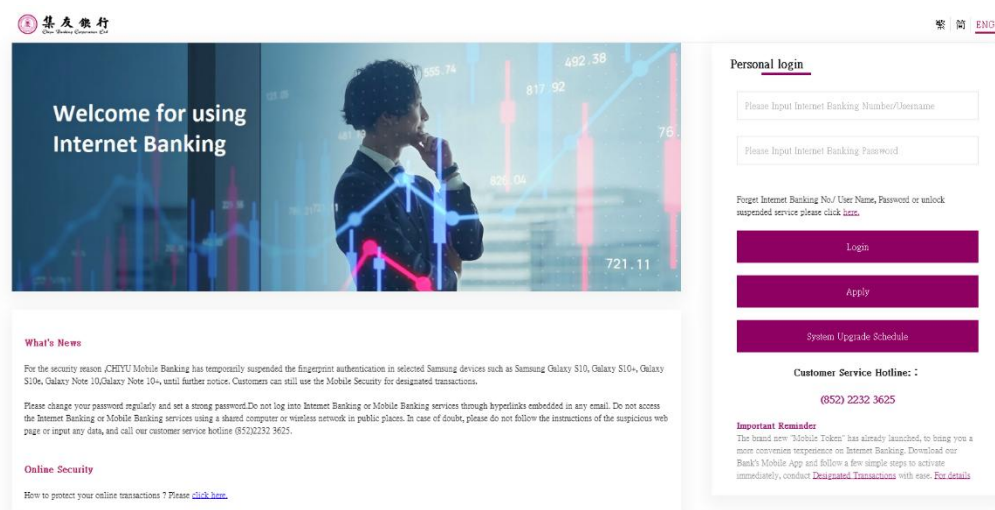 集友銀行
Chiyu Banking Corporation Ltd.
繁 簡 ENG
Welcome for using
Internet Banking
555.74
492.38
817.92
76.
826.04
721.11
Personal login
Please Input Internet Banking Number/Username
Please Input Internet Banking Password
Forget Internet Banking No./ User Name, Password or unlock
suspended service please click here.
Login
Apply
System Upgrade Schedule
Customer Service Hotline: :
(852) 2232 3625
Important Reminder
The brand new "Mobile Token" has already launched, to bring you a
more convenien texperience on Internet Banking. Download our
Bank's Mobile App and follow a few simple steps to activate
immediately, conduct Designated Transactions with ease. For details
What's News
For the security reason ,CHIYU Mobile Banking has temporarily suspended the fingerprint authentication in selected Samsung devices such as Samsung Galaxy S10, Galaxy S10+, Galaxy
S10e, Galaxy Note 10,Galaxy Note 10+, until further notice. Customers can still use the Mobile Security for designated transactions.
Please change your password regularly and set a strong password.Do not log into Internet Banking or Mobile Banking services through hyperlinks embedded in any email. Do not access
the Internet Banking or Mobile Banking services using a shared computer or wireless network in public places. In case of doubt, please do not follow the instructions of the suspicious web
page or input any data, and call our customer service hotline (852)2232 3625.
Online Security
How to protect your online transactions ? Please click here.